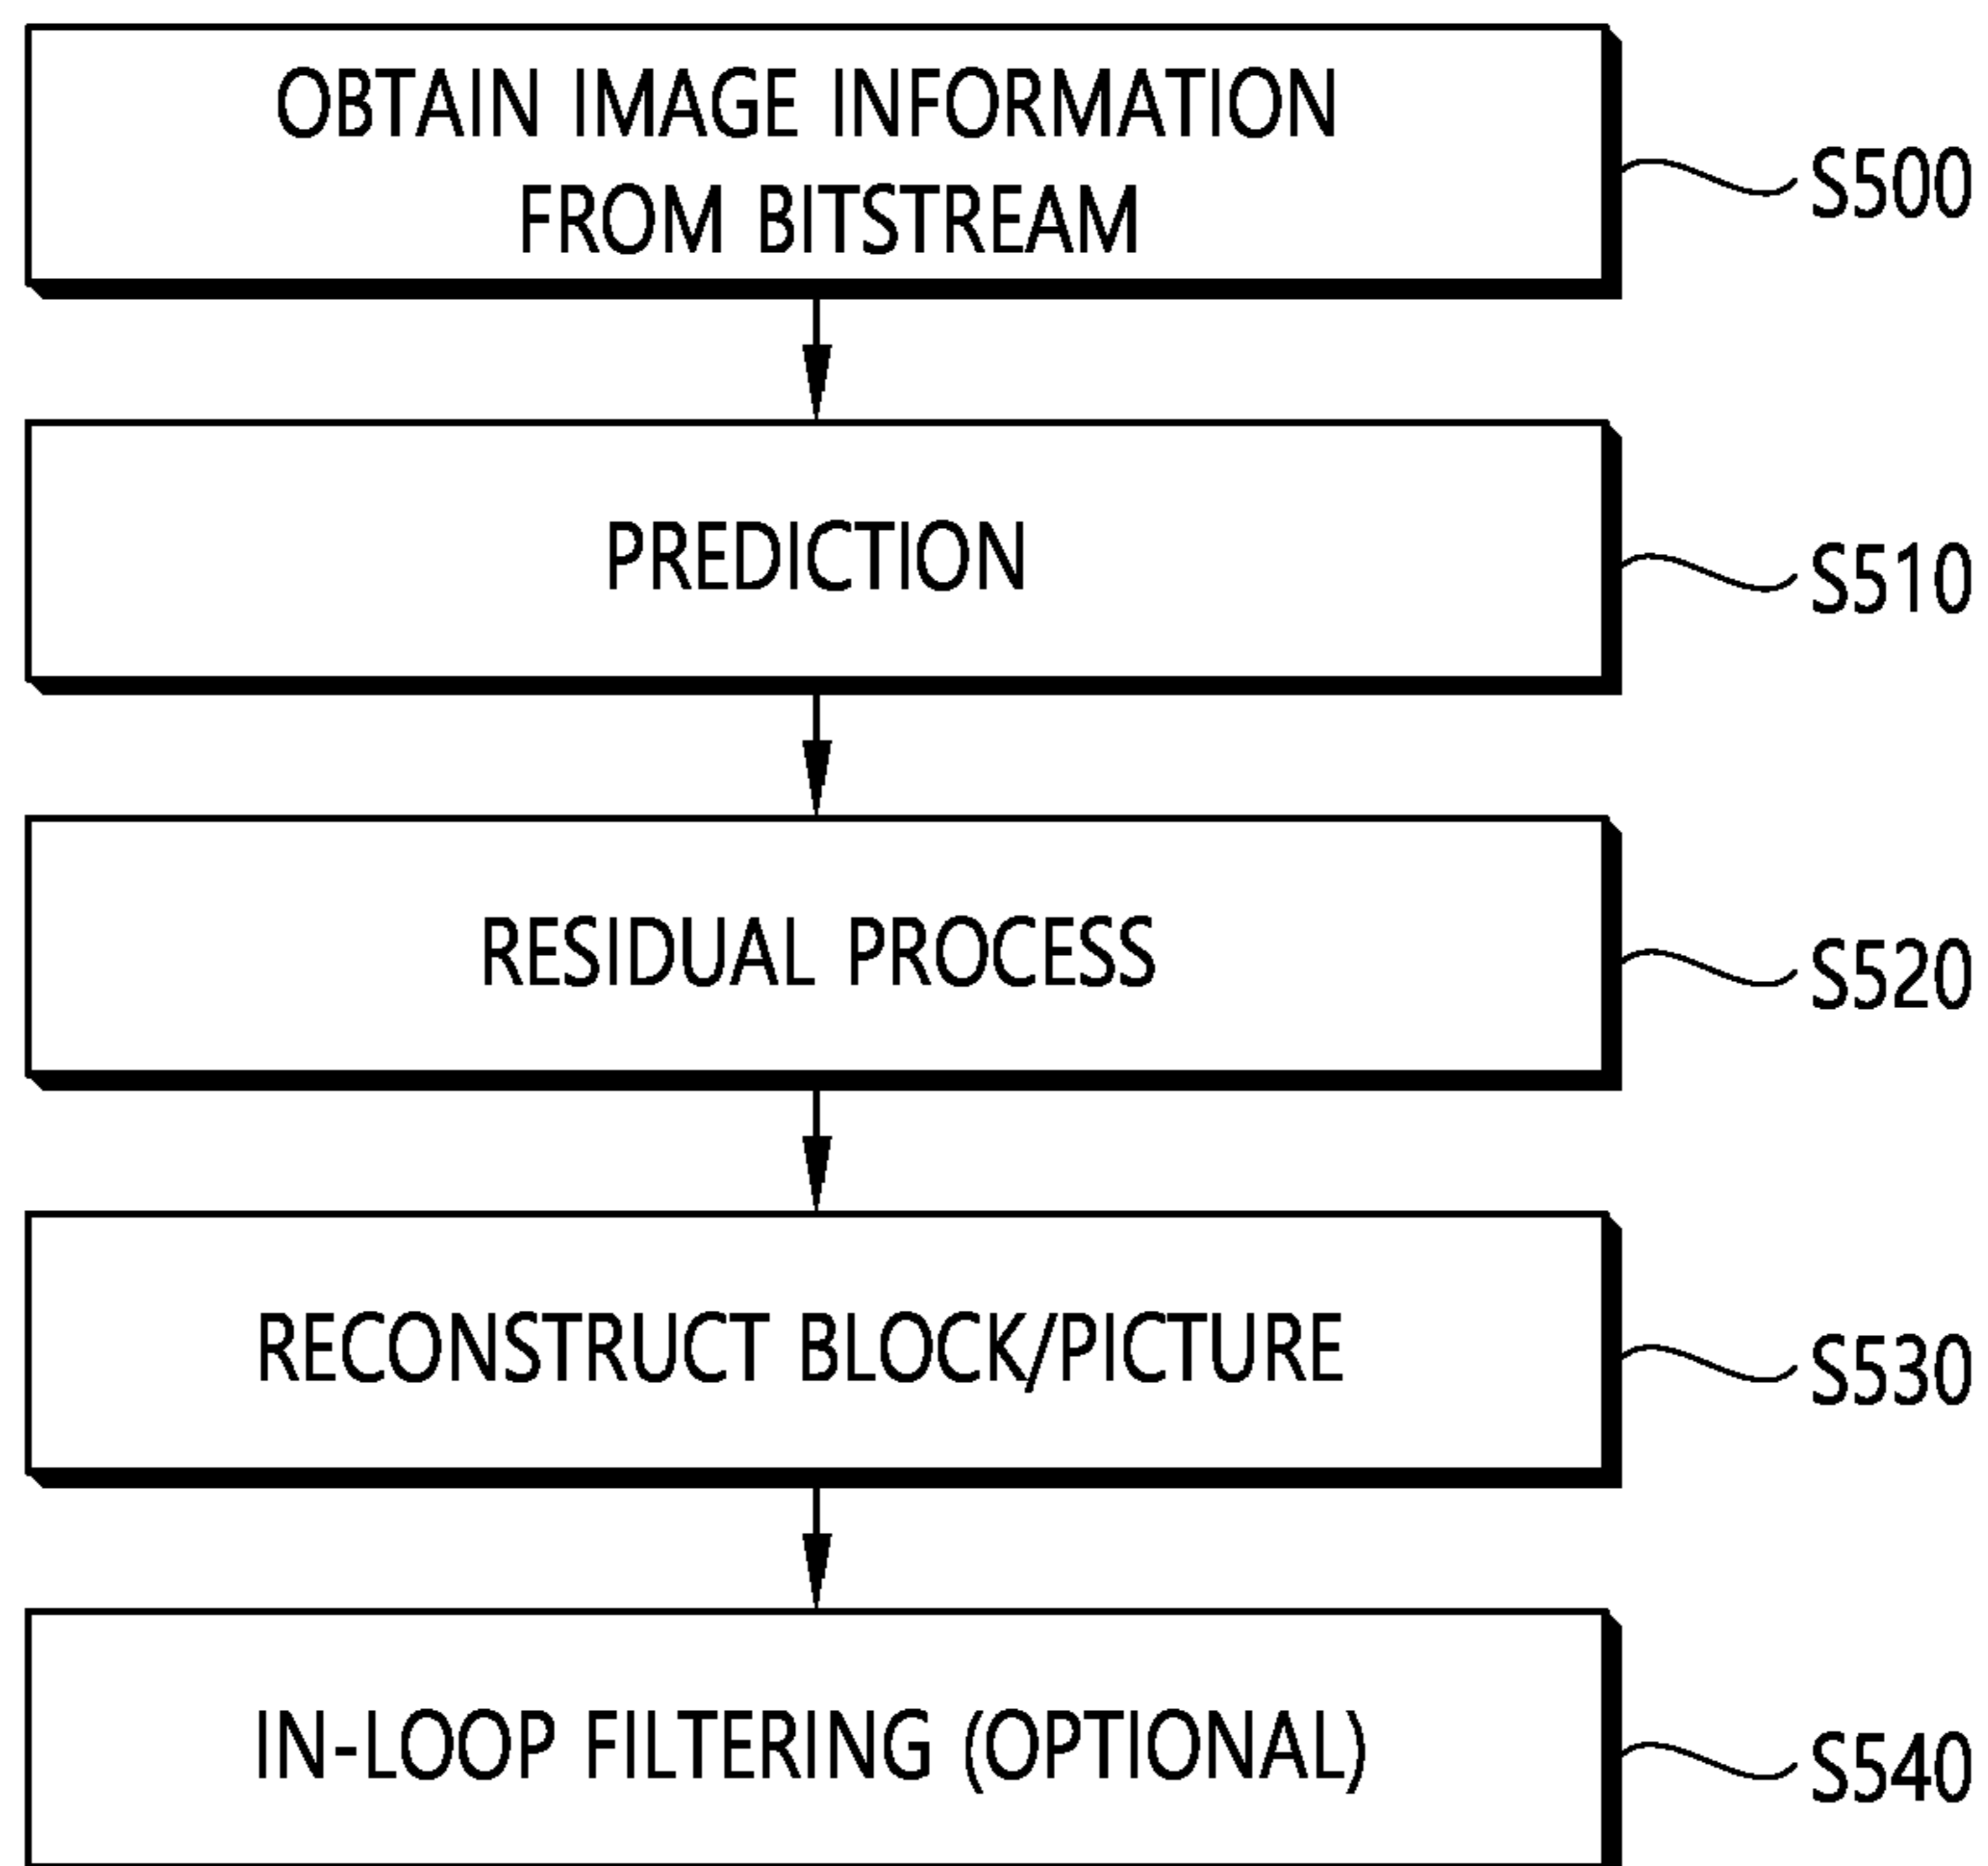 OBTAIN IMAGE INFORMATION
FROM BITSTREAM
S500
PREDICTION
S510
RESIDUAL PROCESS
S520
RECONSTRUCT BLOCK/PICTURE
S530
IN-LOOP FILTERING (OPTIONAL)
S540